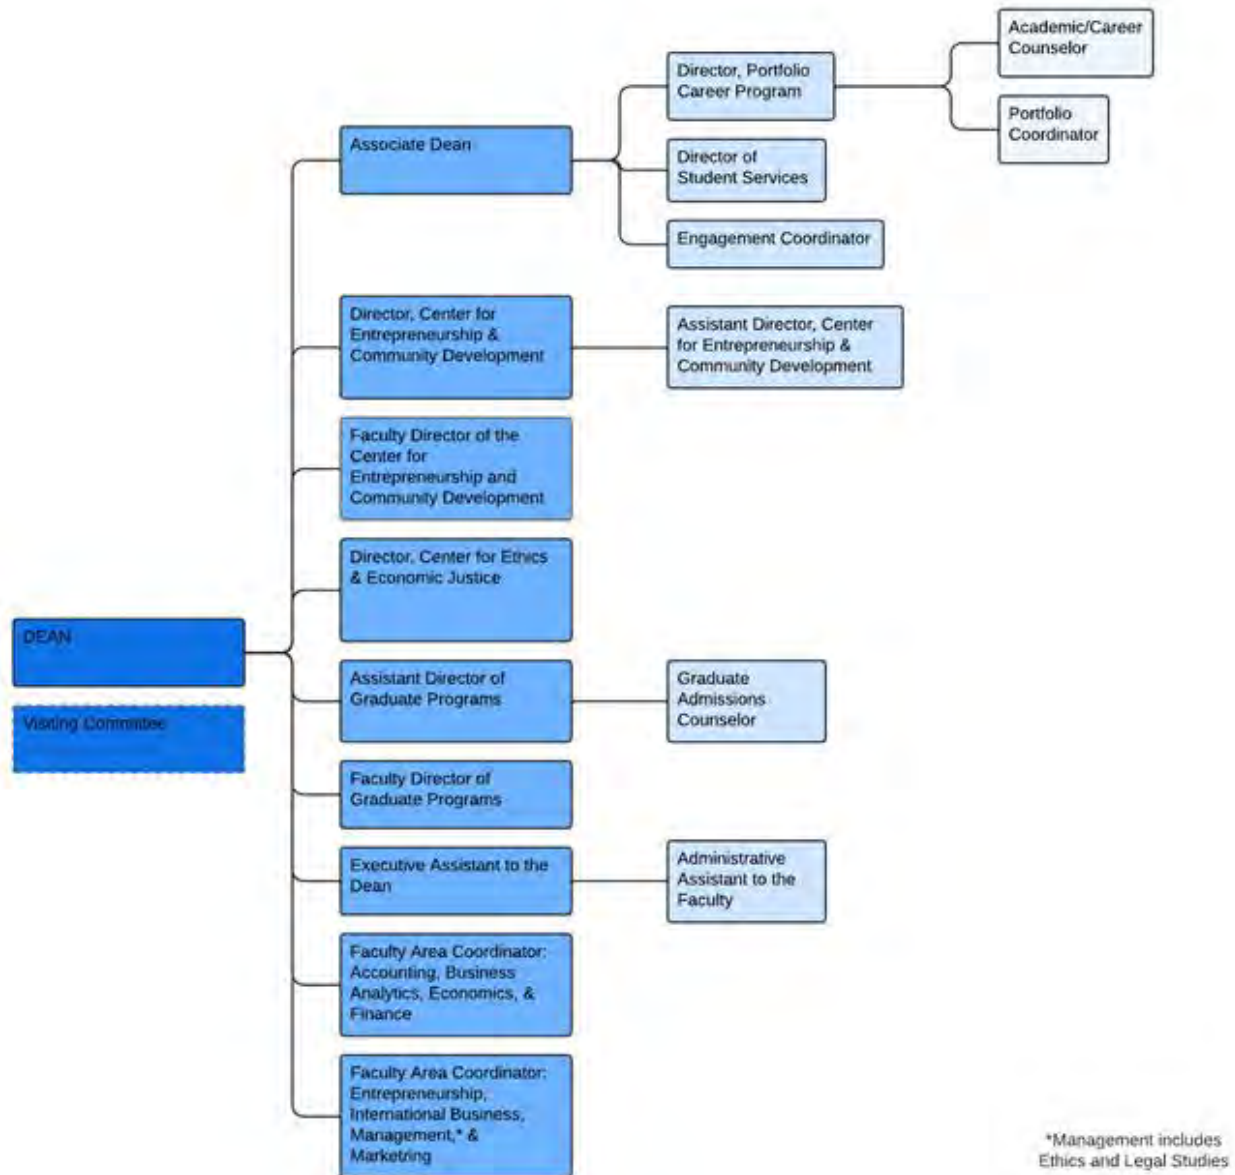 Academic/Career
Counselor
Director, Portfolio
Career Program
Portfolio
Coordinator
Associate Dean
Director of
Student Services
Engagement Coordinator
Director, Center for
Entrepreneurship &
Community Development
Assistant Director, Center
for Entrepreneurship &
Community Development
Faculty Director of the
Center for
Entrepreneurship and
Community Development
Director, Center for Ethics
& Economic Justice
DEAN
Visiting Committee
Assistant Director of
Graduate Programs
Graduate
Admissions
Counselor
Faculty Director of
Graduate Programs
Executive Assistant to the
Dean
Administrative
Assistant to the
Faculty
Faculty Area Coordinator:
Accounting, Business
Analytics, Economics, &
Finance
Faculty Area Coordinator:
Entrepreneurship,
International Business,
Management,* &
Marketring
*Management includes
Ethics and Legal Studies